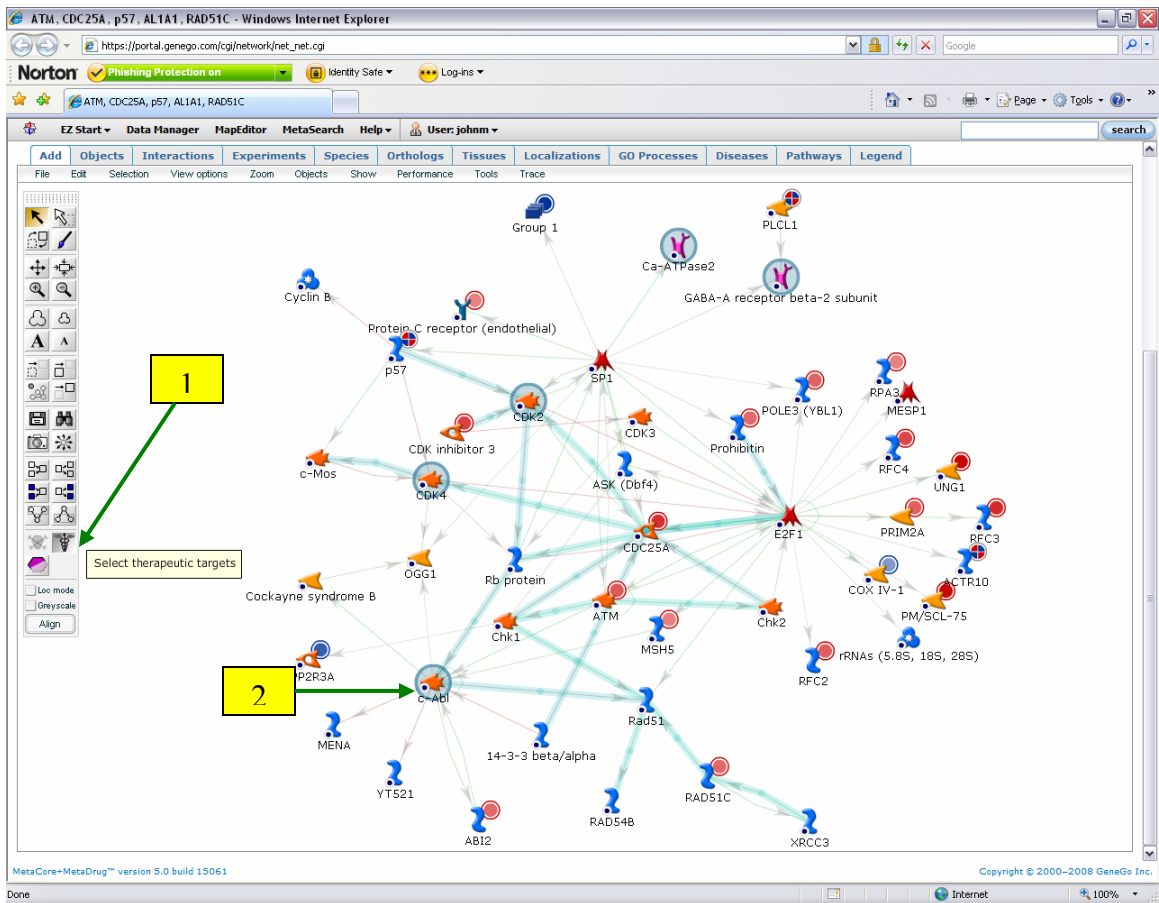 ATM, CDC25A, p57, AL1A1, RAD51C - Windows Internet Explorer
https://portal.genego.com/cgi/network/net_net.cgi
Google
Norton Phishing Protection on Identity Safe Log-ins
ATM, CDC25A, p57, AL1A1, RAD51C
Page Tools
EZ Start Data Manager MapEditor MetaSearch Help User: johnm search
Add Objects Interactions Experiments Species Orthologs Tissues Localizations GO Processes Diseases Pathways Legend
File Edit Selection View options Zoom Objects Show Performance Tools Trace
Group 1
PLCL1
Ca-ATPase2
Cyclin B
GABA-A receptor beta-2 subunit
Protein C receptor (endothelial)
p57
SP1
A A
1
RPA3
MESP1
CDK2
POLE3 (YBL1)
CDK3
CDK inhibitor 3
Prohibitin
RFC4
c-Mos
ASK (Dbf4)
UNG1
CDK4
PRIM2A
E2F1
RFC3
CDC25A
Select therapeutic targets
OGG1
Rb protein
ACTR10
COX IV-1
Loc mode
Cockayne syndrome B
Greyscale
ATM
PM/SCL-75
Align
Chk1
Chk2
MSH5
rRNAs (5.8S, 18S, 28S)
PP2R3A
RFC2
2
c-Abl
Rad51
MENA
14-3-3 beta/alpha
YT521
RAD51C
RAD54B
ABI2
XRCC3
MetaCore+MetaDrug™ version 5.0 build 15061
Copyright © 2000-2008 GeneGo Inc.
Done Internet 100%